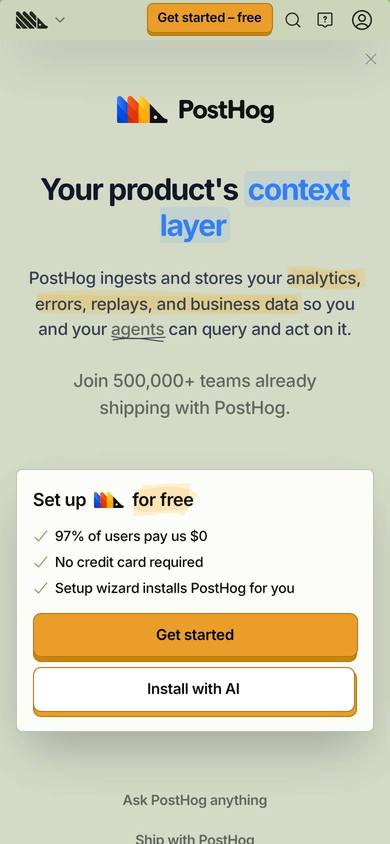 Get started – free
PostHog
Your product's context
layer
PostHog ingests and stores your analytics,
errors, replays, and business data so you
and your agents can query and act on it.
Join 500,000+ teams already
shipping with PostHog.
Set up for free
97% of users pay us $0
No credit card required
Setup wizard installs PostHog for you
Get started
Install with AI
Ask PostHog anything
Ship with PostHog